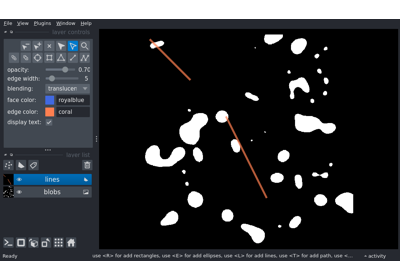 File View Plugins Window Help
layer controls
opacity: 0.70
edge width: 5
blending: translucen
face color: royalblue
edge color: coral
display text:
layer list
lines
blobs
Ready use <R> for add rectangles, use <E> for add ellipses, use <L> for add lines, use <T> for add path, use <... activity